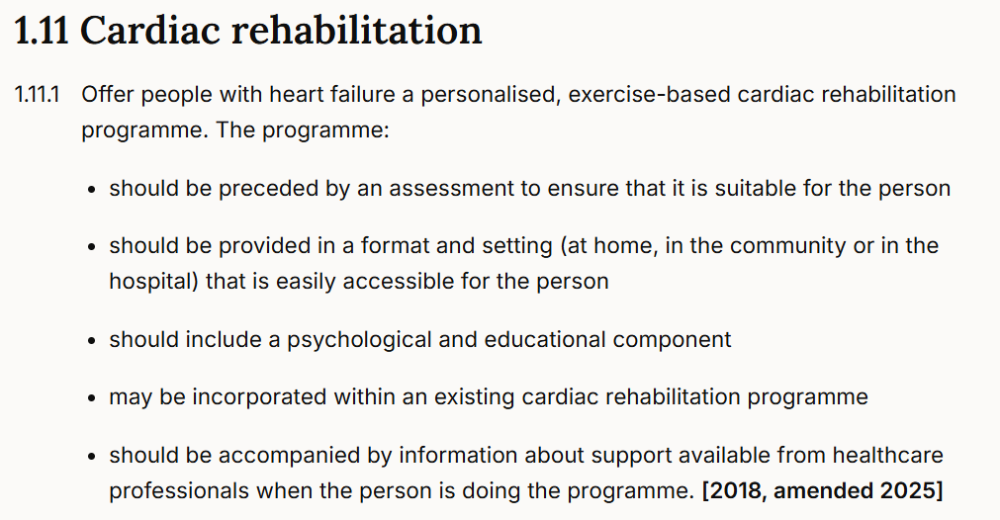 1.11 Cardiac rehabilitation
1.11.1 Offer people with heart failure a personalised, exercise-based cardiac rehabilitation
programme. The programme:
• should be preceded by an assessment to ensure that it is suitable for the person
• should be provided in a format and setting (at home, in the community or in the
hospital) that is easily accessible for the person
• should include a psychological and educational component
• may be incorporated within an existing cardiac rehabilitation programme
• should be accompanied by information about support available from healthcare
professionals when the person is doing the programme. [2018, amended 2025]